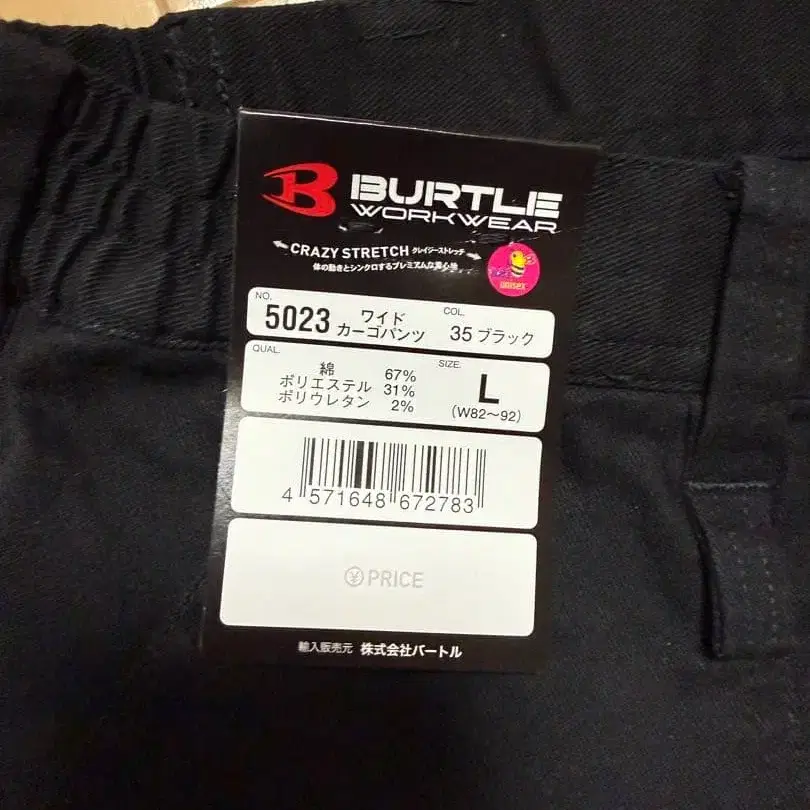 BURTLE
WORKWEAR
CRAZY STRETCH クレイジーストレッチ
体の動きとシンクロするプレミアムな着心地
unisex
NO.
5023
ワイド
カーゴパンツ
COL.
35 ブラック
QUAL.
綿 67%
ポリエステル 31%
ポリウレタン 2%
SIZE.
L
(W82〜92)
4 571648 672783
¥ PRICE
輸入販売元 株式会社バートル